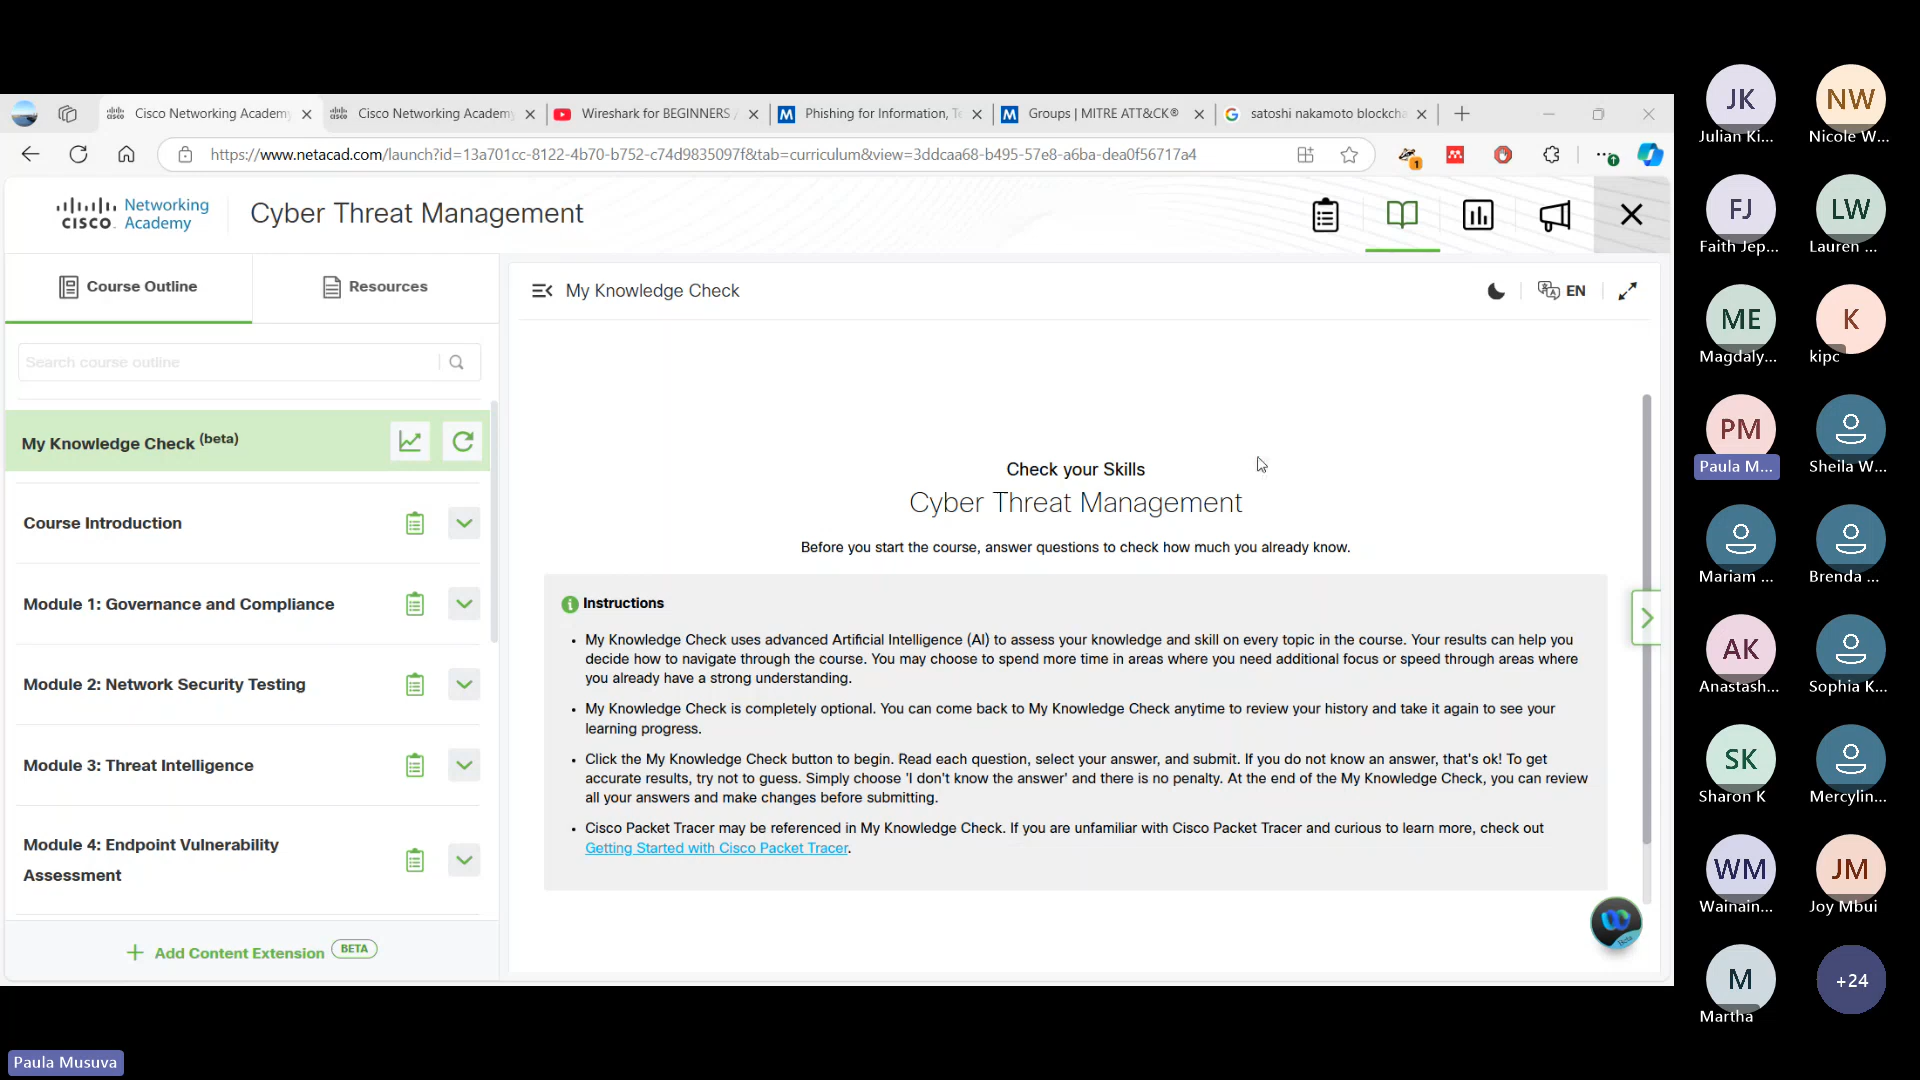 Cisco Networking Academy
Cisco Networking Academy
Wireshark for BEGINNERS /
Phishing for Information, Te
Groups | MITRE ATT&CK®
satoshi nakamoto blockcha
https://www.netacad.com/launch?id=13a701cc-8122-4b70-b752-c74d9835097f&tab=curriculum&view=3ddcaa68-b495-57e8-a6ba-dea0f56717a4
1
CISCO Networking Academy
Cyber Threat Management
Course Outline
Resources
My Knowledge Check
EN
Search course outline
My Knowledge Check (beta)
Course Introduction
Module 1: Governance and Compliance
Module 2: Network Security Testing
Module 3: Threat Intelligence
Module 4: Endpoint Vulnerability
Assessment
+ Add Content Extension BETA
Check your Skills
Cyber Threat Management
Before you start the course, answer questions to check how much you already know.
Instructions
• My Knowledge Check uses advanced Artificial Intelligence (AI) to assess your knowledge and skill on every topic in the course. Your results can help you
decide how to navigate through the course. You may choose to spend more time in areas where you need additional focus or speed through areas where
you already have a strong understanding.
• My Knowledge Check is completely optional. You can come back to My Knowledge Check anytime to review your history and take it again to see your
learning progress.
• Click the My Knowledge Check button to begin. Read each question, select your answer, and submit. If you do not know an answer, that's ok! To get
accurate results, try not to guess. Simply choose 'I don't know the answer' and there is no penalty. At the end of the My Knowledge Check, you can review
all your answers and make changes before submitting.
• Cisco Packet Tracer may be referenced in My Knowledge Check. If you are unfamiliar with Cisco Packet Tracer and curious to learn more, check out
Getting Started with Cisco Packet Tracer.
Beta
JK
Julian Ki...
NW
Nicole W...
FJ
Faith Jep...
LW
Lauren ...
ME
Magdaly...
K
kipc
PM
Paula M...
Sheila W...
Mariam ...
Brenda ...
AK
Anastash...
Sophia K...
SK
Sharon K
Mercylin...
WM
Wainain...
JM
Joy Mbui
M
Martha
+24
Paula Musuva